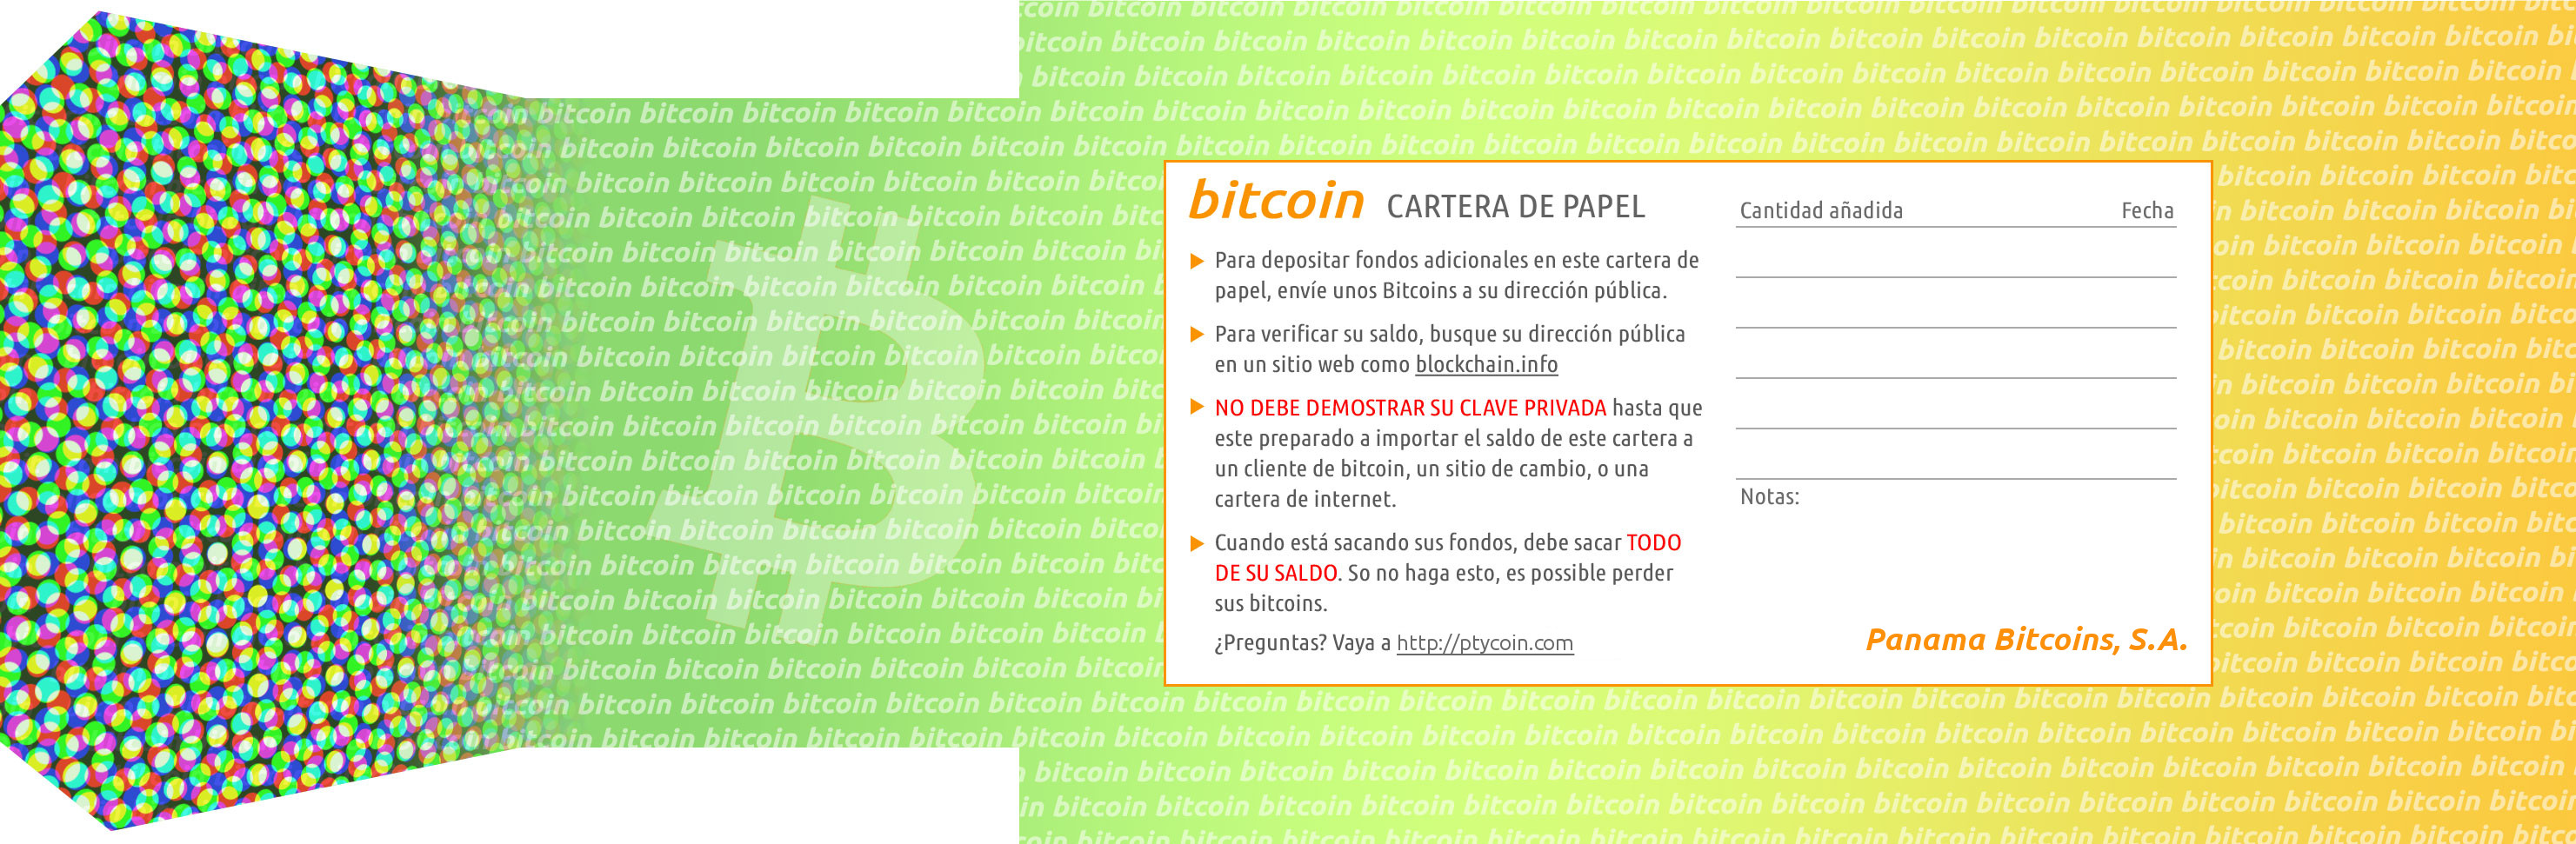 bitcoin CARTERA DE PAPEL
Para depositar fondos adicionales en este cartera de
papel, envíe unos Bitcoins a su dirección pública.
Para verificar su saldo, busque su dirección pública
en un sitio web como blockchain.info
NO DEBE DEMOSTRAR SU CLAVE PRIVADA hasta que
este preparado a importar el saldo de este cartera a
un cliente de bitcoin, un sitio de cambio, o una
cartera de internet.
Cuando está sacando sus fondos, debe sacar TODO
DE SU SALDO. So no haga esto, es possible perder
sus bitcoins.
¿Preguntas? Vaya a http://ptycoin.com
Cantidad añadida Fecha
Notas:
Panama Bitcoins, S.A.